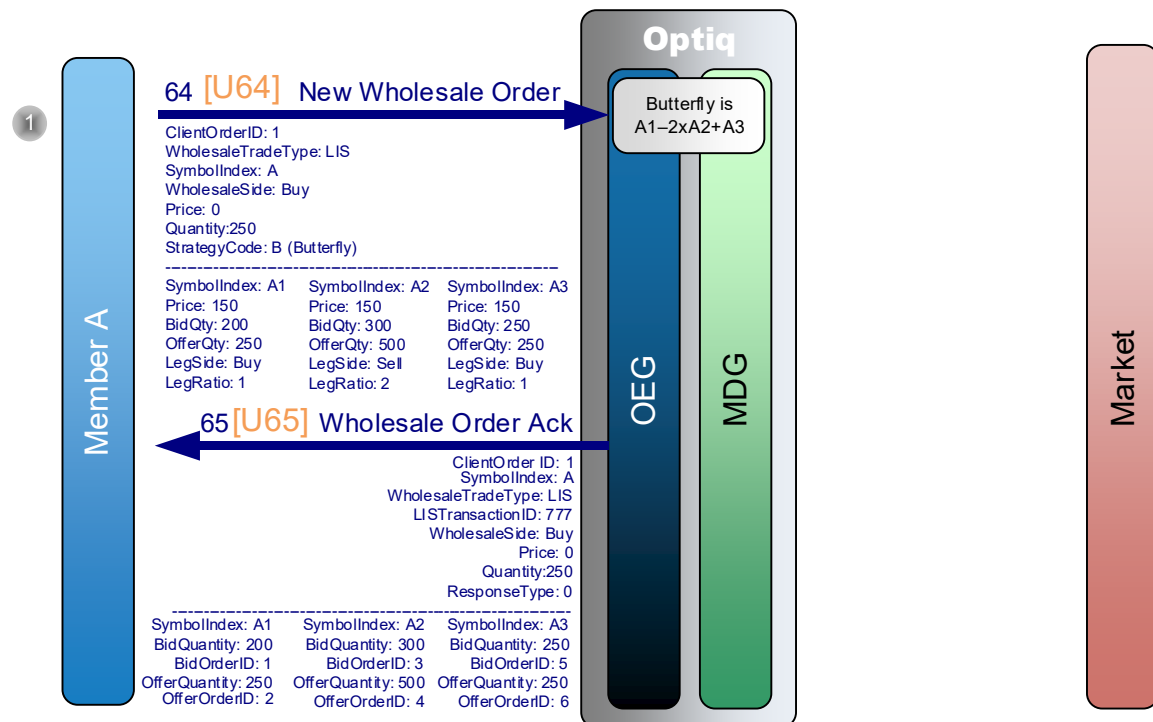 Optiq
1
64 [U64] New Wholesale Order
Butterfly is
A1–2xA2+A3
ClientOrderID: 1
WholesaleTradeType: LIS
SymbolIndex: A
WholesaleSide: Buy
Price: 0
Quantity:250
StrategyCode: B (Butterfly)
----------------------------------------------------------------
SymbolIndex: A1 SymbolIndex: A2 SymbolIndex: A3
Price: 150 Price: 150 Price: 150
BidQty: 200 BidQty: 300 BidQty: 250
OfferQty: 250 OfferQty: 500 OfferQty: 250
LegSide: Buy LegSide: Sell LegSide: Buy
LegRatio: 1 LegRatio: 2 LegRatio: 1
Member A
OEG
MDG
Market
65 [U65] Wholesale Order Ack
ClientOrder ID: 1
SymbolIndex: A
WholesaleTradeType: LIS
LISTransactionID: 777
WholesaleSide: Buy
Price: 0
Quantity:250
ResponseType: 0
----------------------------------------------------------------
SymbolIndex: A1 SymbolIndex: A2 SymbolIndex: A3
BidQuantity: 200 BidQuantity: 300 BidQuantity: 250
BidOrderID: 1 BidOrderID: 3 BidOrderID: 5
OfferQuantity: 250 OfferQuantity: 500 OfferQuantity: 250
OfferOrderID: 2 OfferOrderID: 4 OfferOrderID: 6